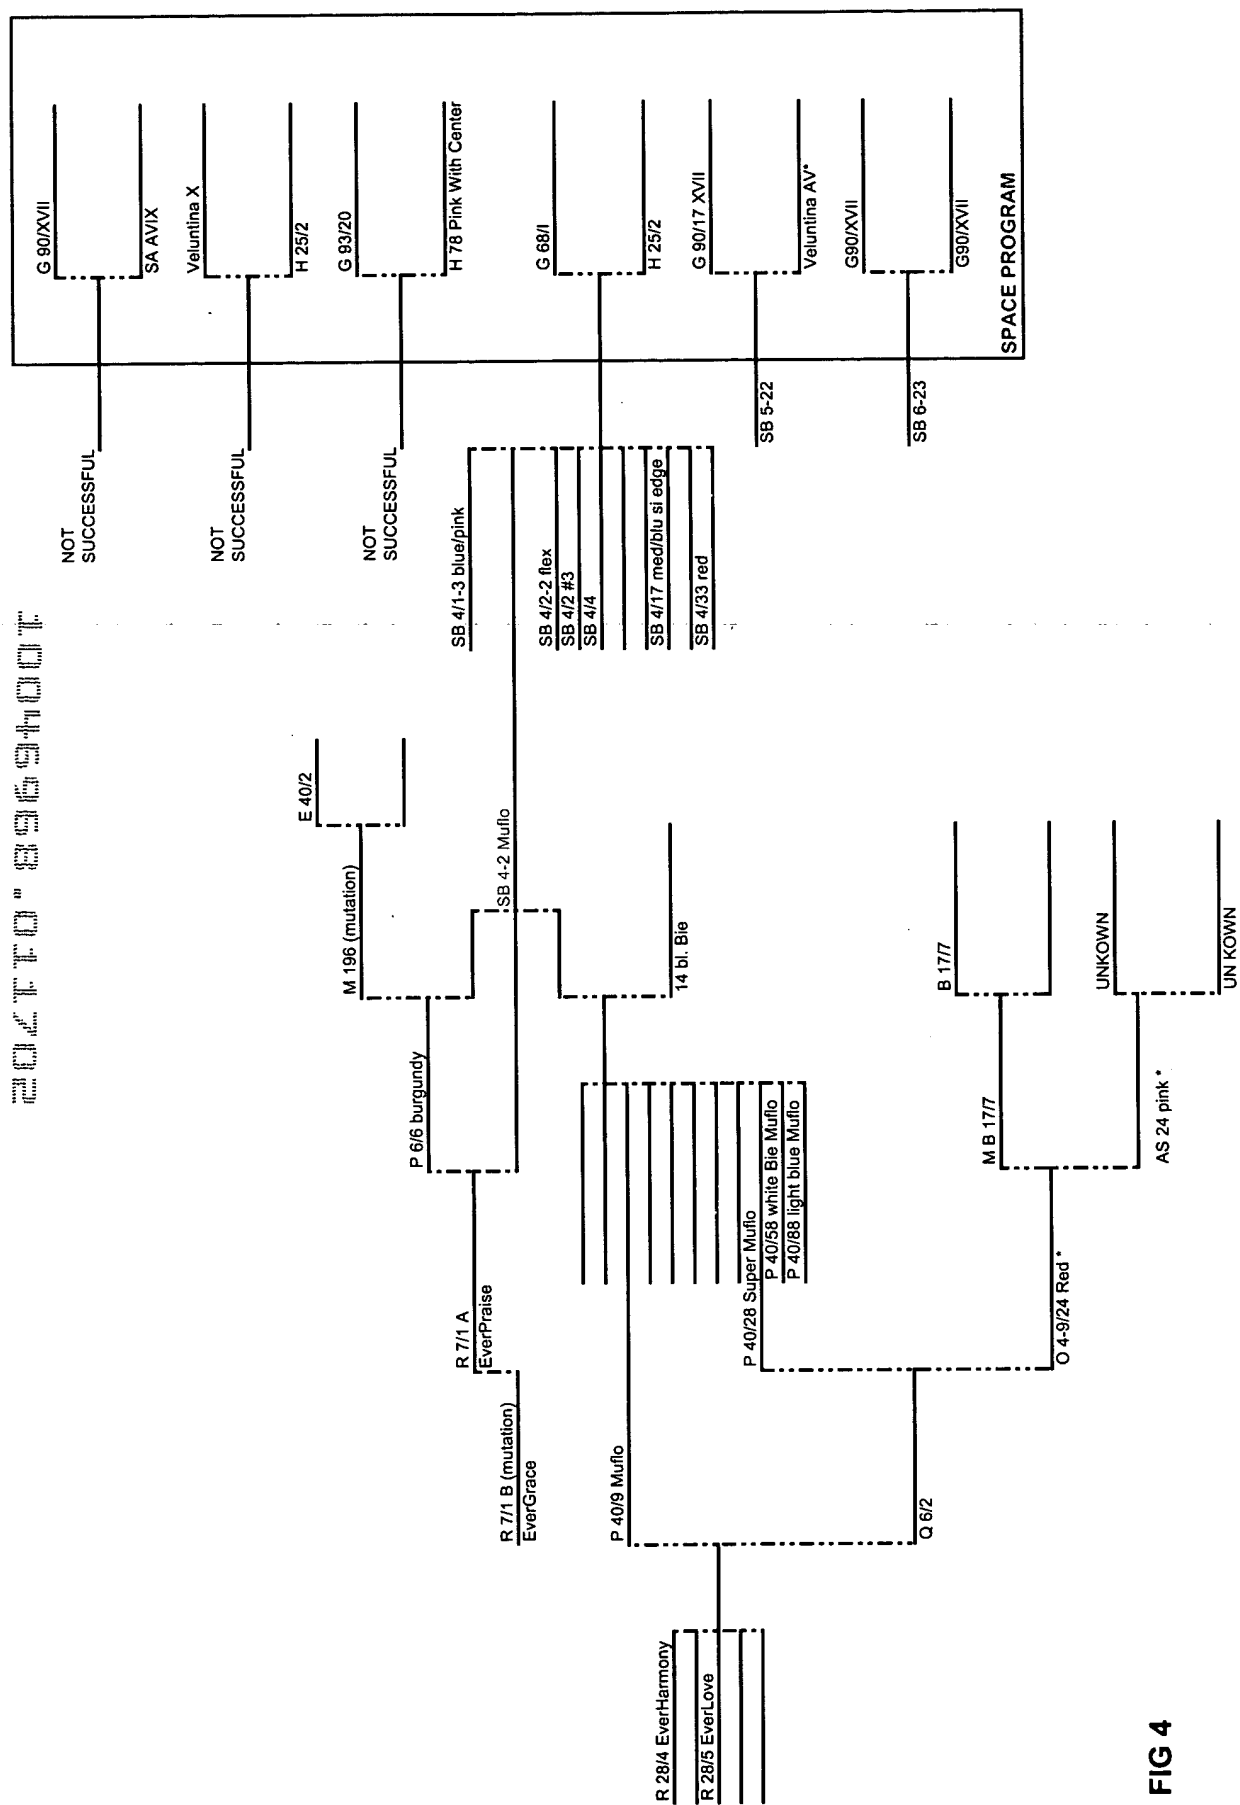 G 90/XVII
SA AVIX
Veluntina X
H 25/2
G 93/20
H 78 Pink With Center
G 68/I
H 25/2
G 90/17 XVII
Veluntina AV*
G90/XVII
G90/XVII
SPACE PROGRAM
NOT
SUCCESSFUL
NOT
SUCCESSFUL
NOT
SUCCESSFUL
SB 5-22
SB 6-23
SB 4/1-3 blue/pink
SB 4/2-2 flex
SB 4/2 #3
SB 4/4
SB 4/17 med/blu si edge
SB 4/33 red
10046968.011702
E 40/2
M 196 (mutation)
SB 4-2 Muflo
14 bl. Bie
P 6/6 burgundy
B 17/7
UNKOWN
UN KOWN
M B 17/7
AS 24 pink *
R 7/1 A
EverPraise
P 40/28 Super Muflo
P 40/58 white Bie Muflo
P 40/88 light blue Muflo
O 4-9/24 Red *
R 7/1 B (mutation)
EverGrace
P 40/9 Muflo
Q 6/2
R 28/4 EverHarmony
R 28/5 EverLove
FIG 4